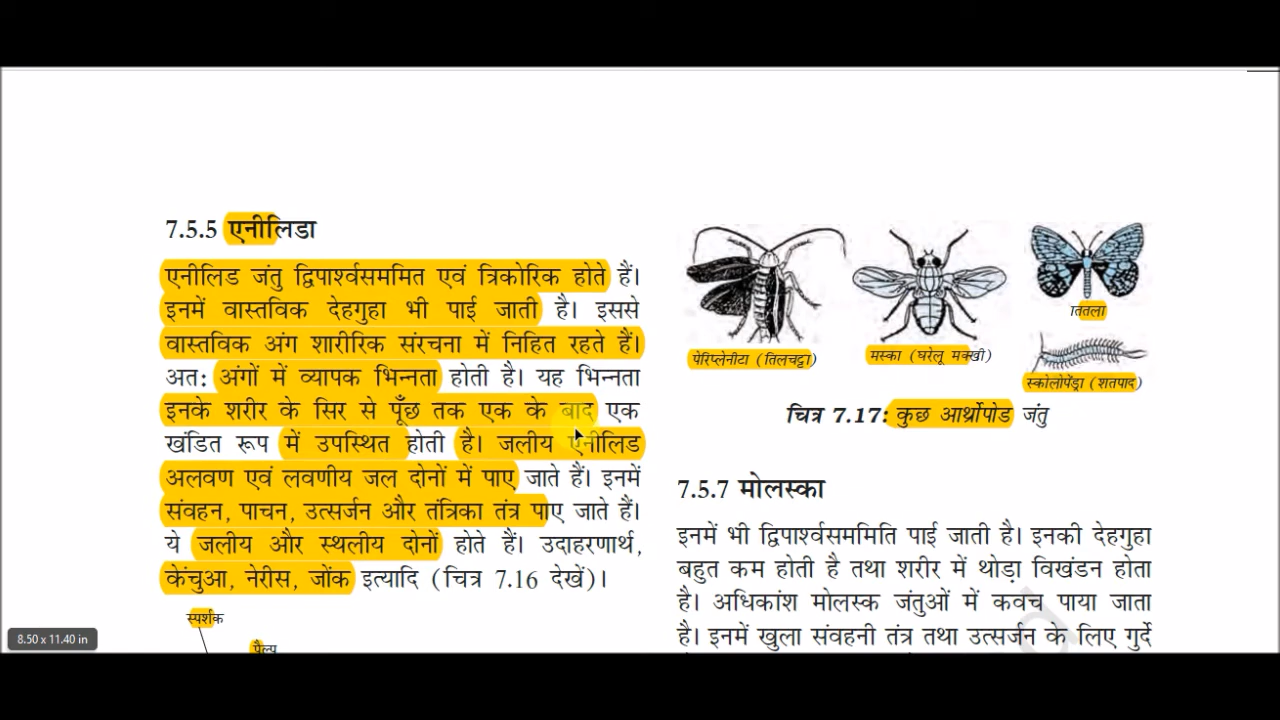 7.5.5 एनीलिडा
एनीलिड जंतु द्विपार्श्वसममित एवं त्रिकोरिक होते हैं।
इनमें वास्तविक देहगुहा भी पाई जाती है। इससे
वास्तविक अंग शारीरिक संरचना में निहित रहते हैं।
अत: अंगों में व्यापक भिन्नता होती है। यह भिन्नता
इनके शरीर के सिर से पूँछ तक एक के बाद एक
खंडित रूप में उपस्थित होती है। जलीय एनीलिड
अलवण एवं लवणीय जल दोनों में पाए जाते हैं। इनमें
संवहन, पाचन, उत्सर्जन और तंत्रिका तंत्र पाए जाते हैं।
ये जलीय और स्थलीय दोनों होते हैं। उदाहरणार्थ,
केंचुआ, नेरीस, जोंक इत्यादि (चित्र 7.16 देखें)।
स्पर्शक
पैल्प
8.50 x 11.40 in
पेरिप्लेनीटा (तिलचट्टा)
मस्का (घरेलू मक्खी)
स्कोलोपेंड्रा (शतपाद)
चित्र 7.17: कुछ आर्थ्रोपोड जंतु
7.5.7 मोलस्का
इनमें भी द्विपार्श्वसममिति पाई जाती है। इनकी देहगुहा
बहुत कम होती है तथा शरीर में थोड़ा विखंडन होता
है। अधिकांश मोलस्क जंतुओं में कवच पाया जाता
है। इनमें खुला संवहनी तंत्र तथा उत्सर्जन के लिए गुर्दे